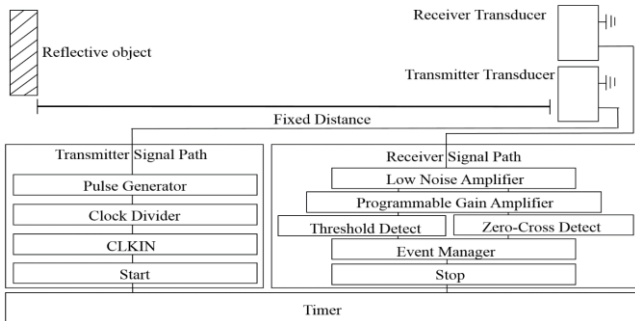 Receiver Transducer
Reflective object
Transmitter Transducer
Fixed Distance
Transmitter Signal Path
Pulse Generator
Clock Divider
CLKIN
Start
Receiver Signal Path
Low Noise Amplifier
Programmable Gain Amplifier
Threshold Detect
Zero-Cross Detect
Event Manager
Stop
Timer